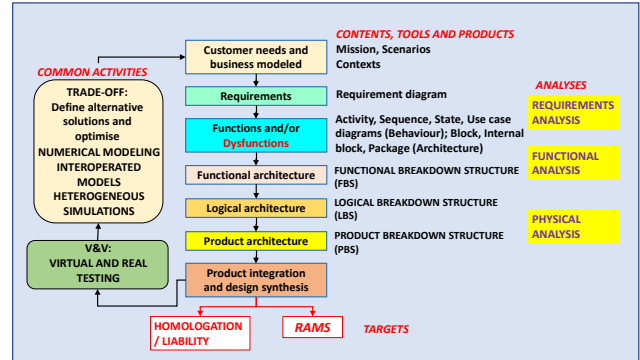 CONTENTS, TOOLS AND PRODUCTS
Customer needs and
business modeled
Mission, Scenarios
Contexts
COMMON ACTIVITIES
TRADE-OFF:
Define alternative
solutions and
optimise
NUMERICAL MODELING
INTEROPERATED
MODELS
HETEROGENEOUS
SIMULATIONS
V&V:
VIRTUAL AND REAL
TESTING
Requirements
Requirement diagram
Functions and/or
Dysfunctions
Activity, Sequence, State, Use case
diagrams (Behaviour); Block, Internal
block, Package (Architecture)
Functional architecture
FUNCTIONAL BREAKDOWN STRUCTURE
(FBS)
Logical architecture
LOGICAL BREAKDOWN STRUCTURE
(LBS)
Product architecture
PRODUCT BREAKDOWN STRUCTURE
(PBS)
Product integration
and design synthesis
ANALYSES
REQUIREMENTS
ANALYSIS
FUNCTIONAL
ANALYSIS
PHYSICAL
ANALYSIS
HOMOLOGATION
/ LIABILITY
RAMS
TARGETS